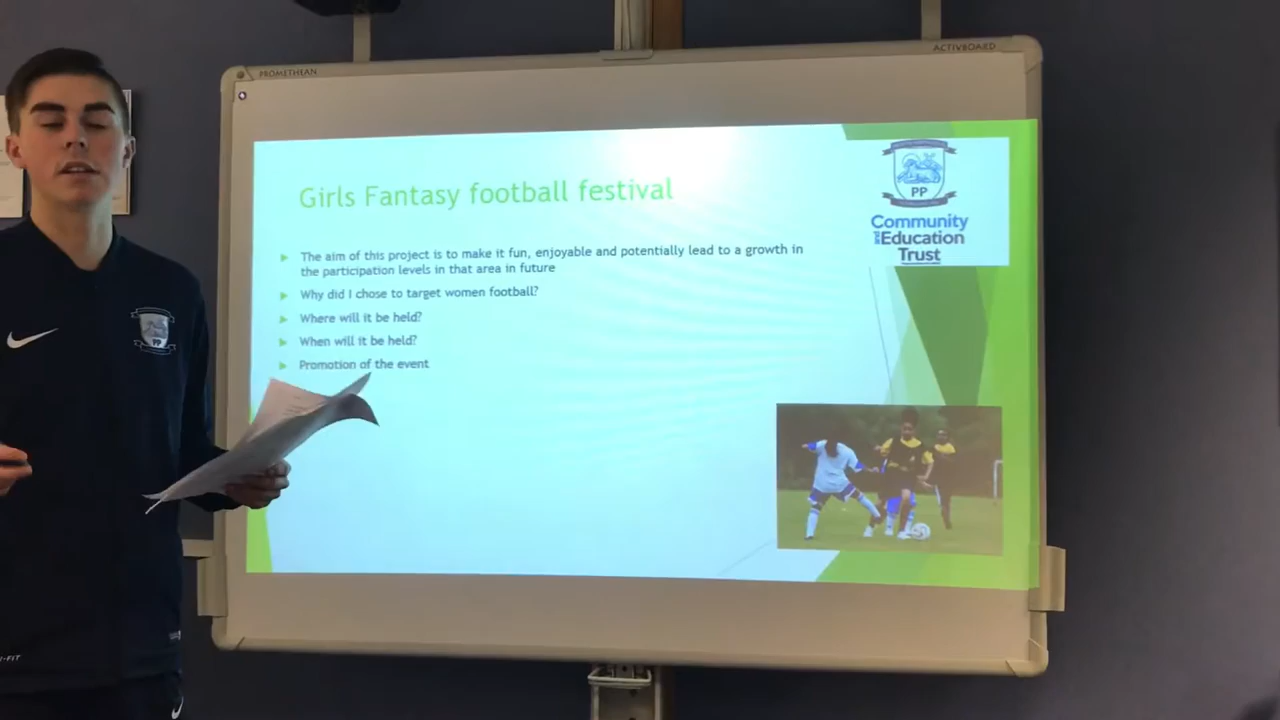 PROMETHEAN
ACTIVBOARD
Girls Fantasy football festival
The aim of this project is to make it fun, enjoyable and potentially lead to a growth in
the participation levels in that area in future
Why did I chose to target women football?
Where will it be held?
When will it be held?
Promotion of the event
PP
Community
and Education
Trust
PP